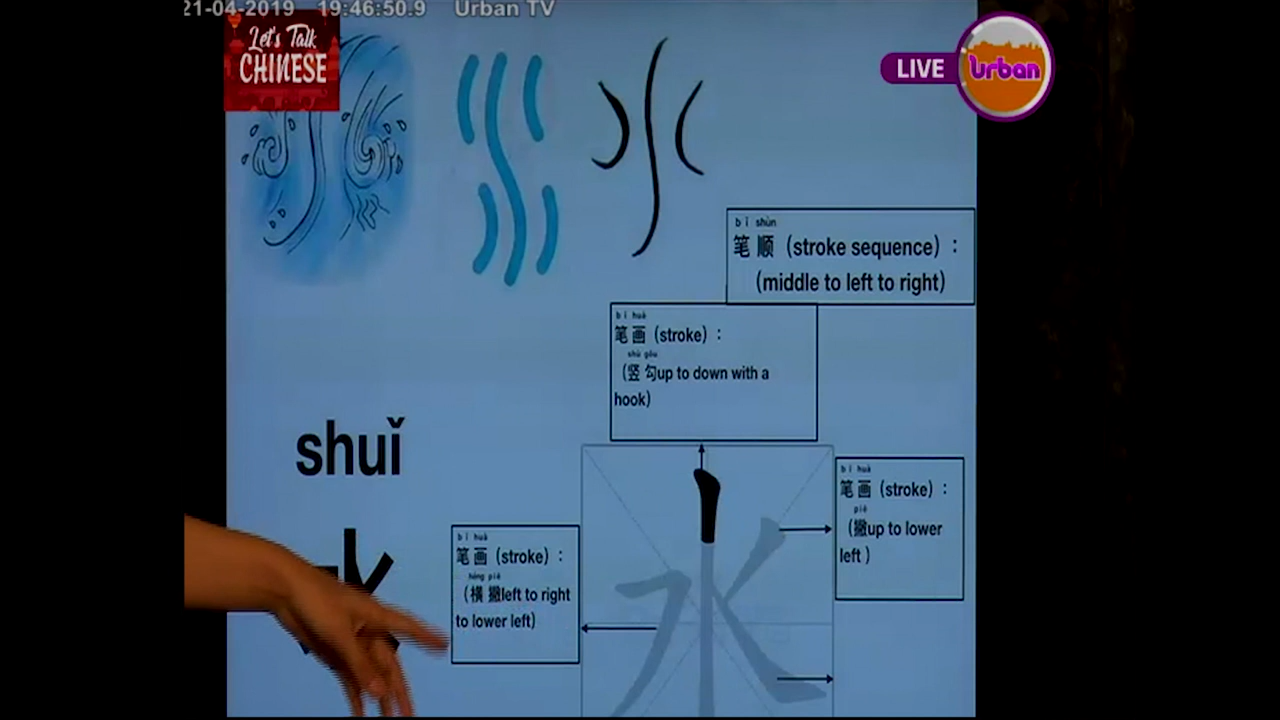 21-04-2019 19:46:50.9 Urban TV
Let's Talk
CHINESE
LIVE Urban
bǐ shùn
笔 顺 (stroke sequence) :
(middle to left to right)
bǐ huà
笔 画 (stroke) :
shù gōu
(竖 勾up to down with a
hook)
shuǐ
bǐ huà
笔 画 (stroke) :
piě
(撇up to lower
left )
bǐ huà
笔 画 (stroke) :
héng piě
(横 撇left to right
to lower left)
水